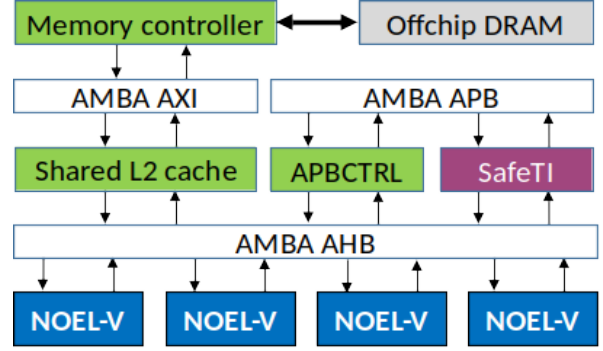 Memory controller
Offchip DRAM
AMBA AXI
AMBA APB
Shared L2 cache
APBCTRL
SafeTI
AMBA AHB
NOEL-V
NOEL-V
NOEL-V
NOEL-V